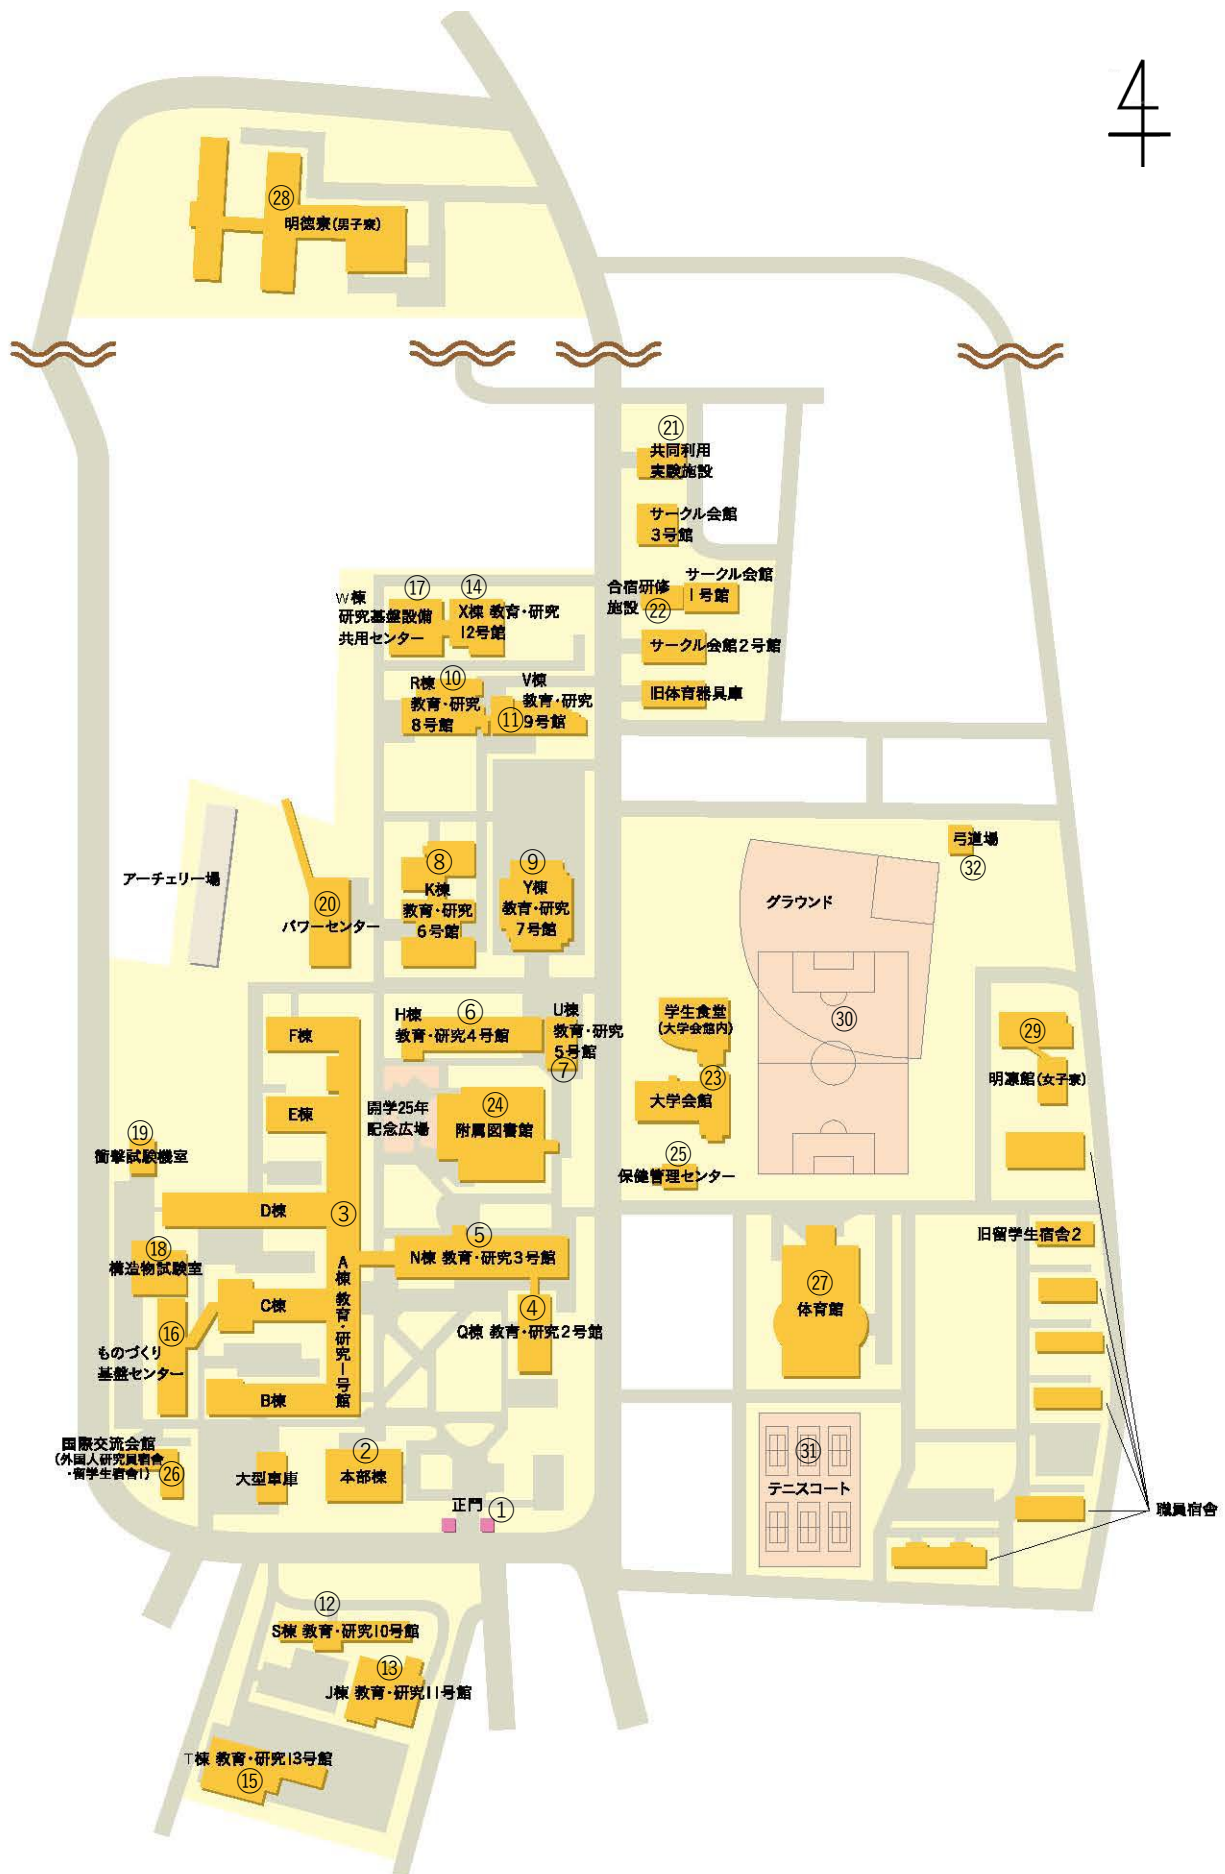 ㉘
明徳寮(男子寮)
㉑
共同利用
実験施設
サークル会館
3号館
合宿研修
施設
㉒
サークル会館
1号館
サークル会館2号館
旧体育器具庫
W棟
⑰
研究基盤設備
共用センター
⑭
X棟 教育・研究
12号館
R棟
⑩
教育・研究
8号館
V棟
教育・研究
⑪
9号館
アーチェリー場
⑳
パワーセンター
⑧
K棟
教育・研究
6号館
⑨
Y棟
教育・研究
7号館
グラウンド
弓道場
㉜
㉚
F棟
E棟
H棟
⑥
教育・研究4号館
U棟
教育・研究
5号館
⑦
学生食堂
(大学会館内)
㉓
大学会館
㉙
明凛館(女子寮)
開学25年
記念広場
㉔
附属図書館
㉕
保健管理センター
⑲
衝撃試験機室
D棟
③
A棟 教育・研究1号館
⑤
N棟 教育・研究3号館
⑱
構造物試験室
C棟
④
Q棟 教育・研究2号館
⑯
ものづくり
基盤センター
B棟
旧留学生宿舎2
㉗
体育館
国際交流会館
(外国人研究員宿舎
・留学生宿舎1)
㉖
大型車庫
②
本部棟
正門
①
㉛
テニスコート
職員宿舎
⑫
S棟 教育・研究10号館
⑬
J棟 教育・研究11号館
T棟 教育・研究13号館
⑮